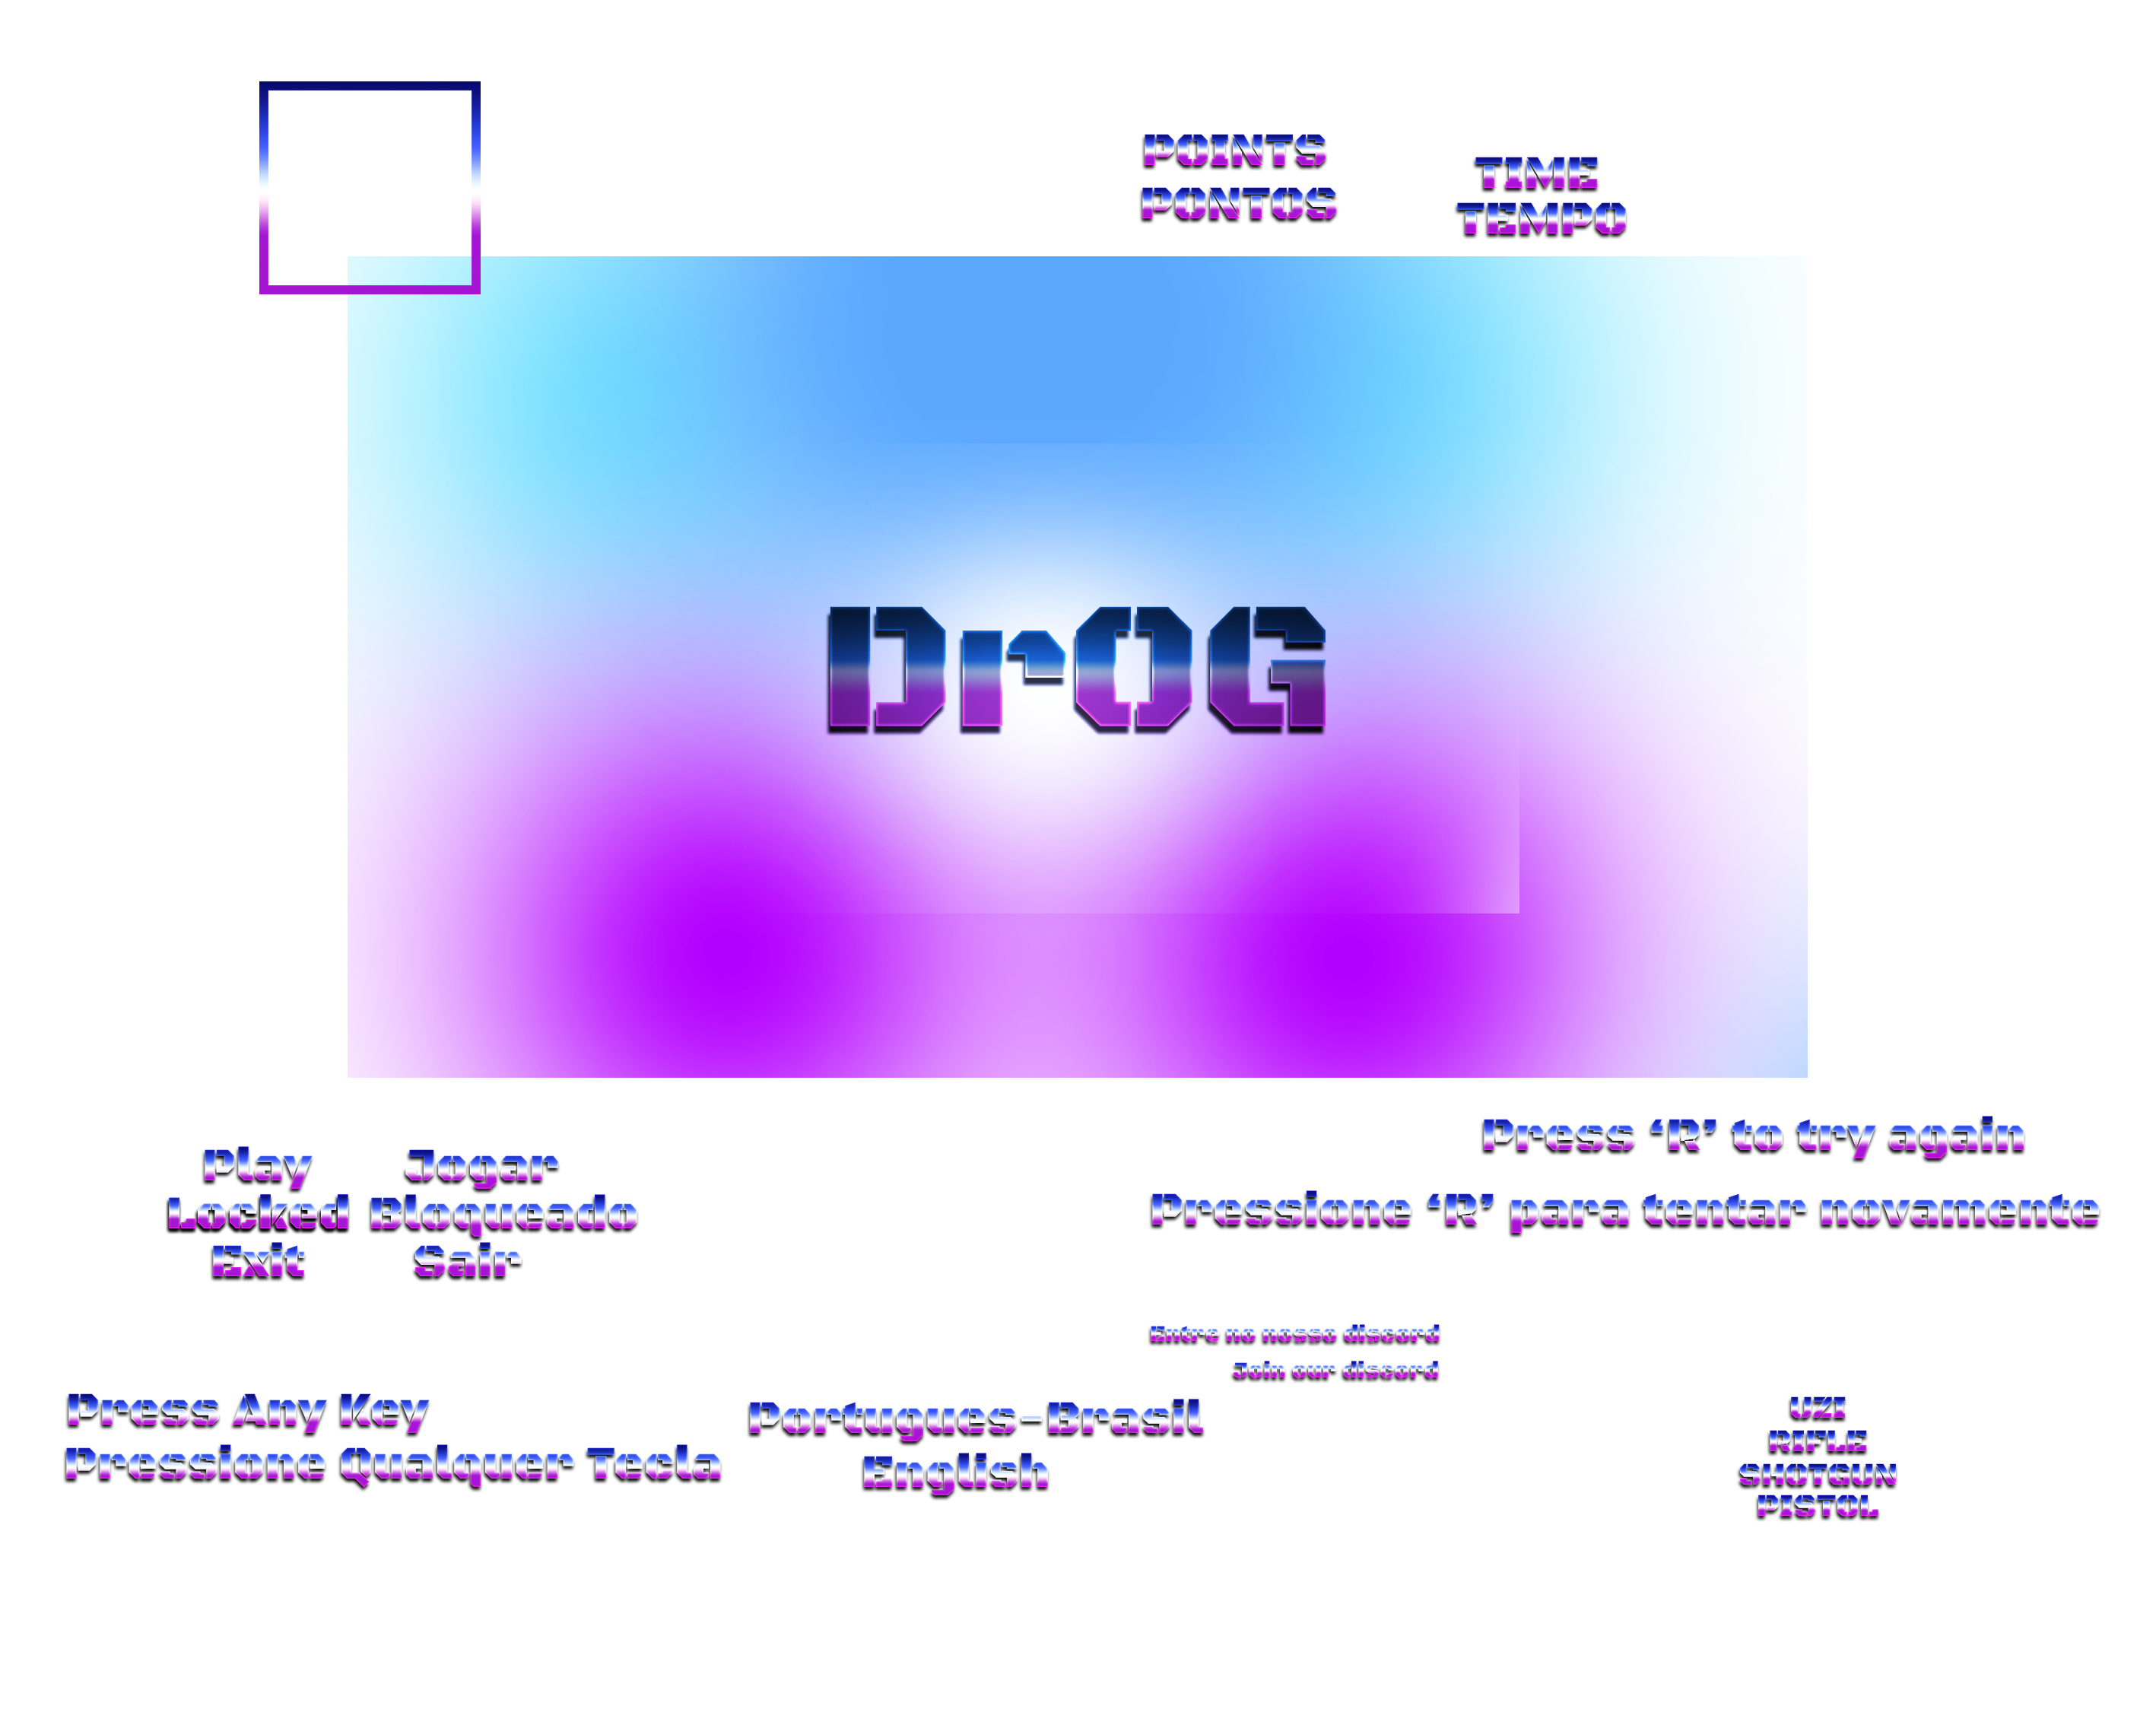 POINTS
PONTOS
TIME
TEMPO
DrOG
Play
Locked
Exit
Jogar
Bloqueado
Sair
Press ‘R’ to try again
Pressione ‘R’ para tentar novamente
Entre no nosso discord
Join our discord
Press Any Key
Pressione Qualquer Tecla
Portugues-Brasil
English
UZI
RIFLE
SHOTGUN
PISTOL